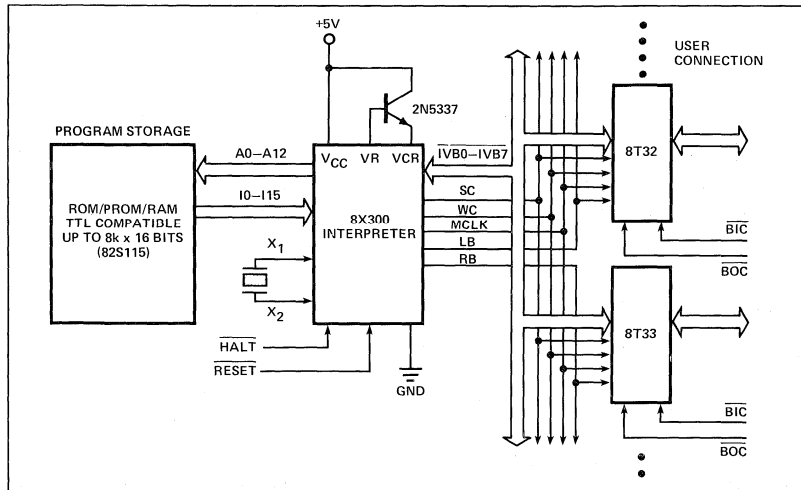 +5V
USER
CONNECTION
2N5337
PROGRAM STORAGE
A0–A12
VCC
VR
VCR
IVB0–IVB7
8T32
ROM/PROM/RAM
TTL COMPATIBLE
UP TO 8k x 16 BITS
(82S115)
I0–I15
8X300
INTERPRETER
SC
WC
MCLK
LB
RB
X1
X2
BIC
BOC
8T33
HALT
RESET
GND
BIC
BOC